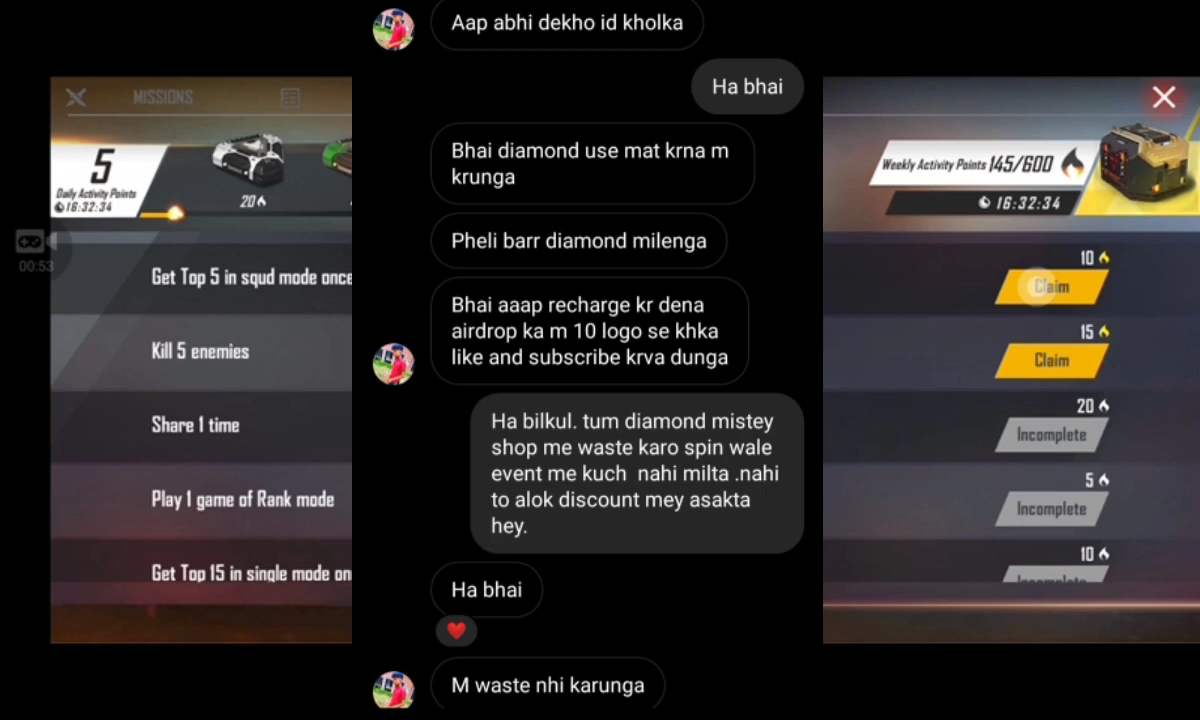 MISSIONS
5
Daily Activity Points
16:32:34
20
00:53
Get Top 5 in squd mode once
Kill 5 enemies
Share 1 time
Play 1 game of Rank mode
Get Top 15 in single mode on
Aap abhi dekho id kholka
Ha bhai
Bhai diamond use mat krna m
krunga
Pheli barr diamond milenga
Bhai aaap recharge kr dena
airdrop ka m 10 logo se khka
like and subscribe krva dunga
Ha bilkul. tum diamond mistey
shop me waste karo spin wale
event me kuch nahi milta .nahi
to alok discount mey asakta
hey.
Ha bhai
M waste nhi karunga
Weekly Activity Points 145/600
16:32:34
10
Claim
15
Claim
20
Incomplete
5
Incomplete
10
Incomplete